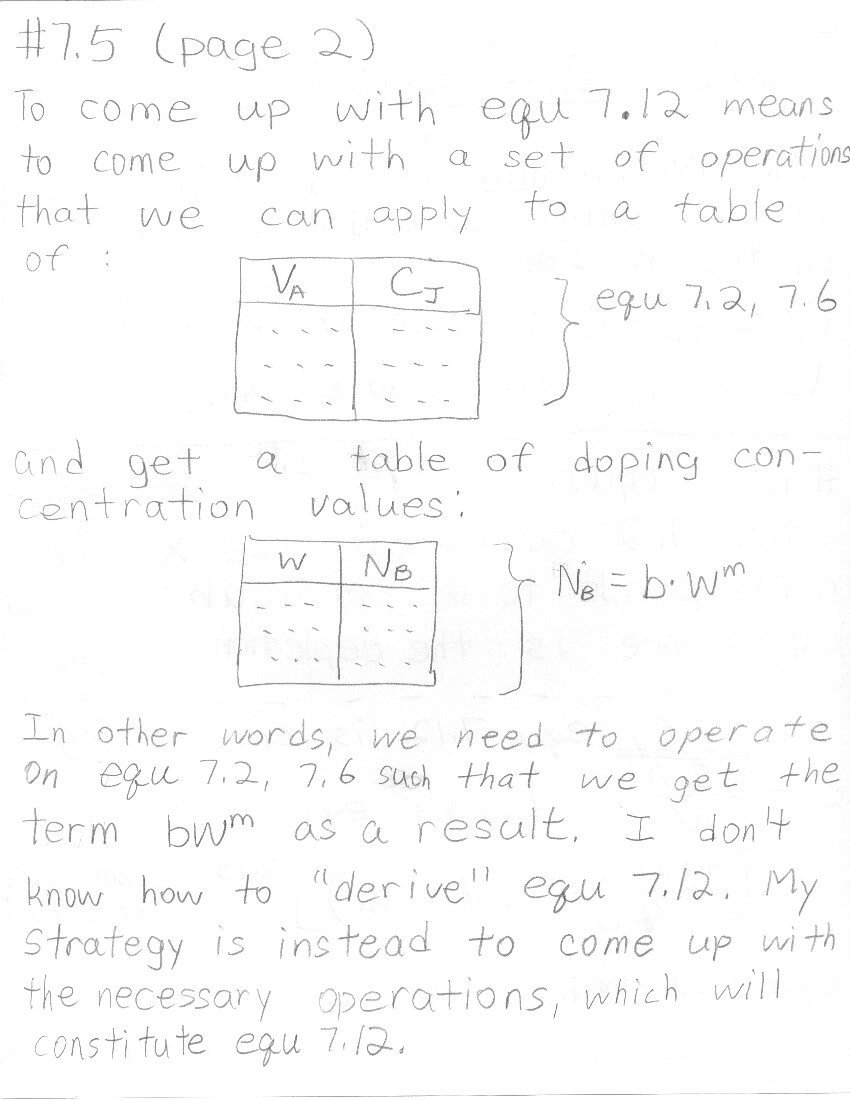 #7.5 (page 2)
To come up with equ 7.12 means
to come up with a set of operations
that we can apply to a table
of :
V_A C_J
equ 7.2, 7.6
and get a table of doping con-
centration values:
W N_B
N_B = b·W^m
In other words, we need to operate
on equ 7.2, 7.6 such that we get the
term bW^m as a result. I don't
know how to "derive" equ 7.12. My
strategy is instead to come up with
the necessary operations, which will
constitute equ 7.12.